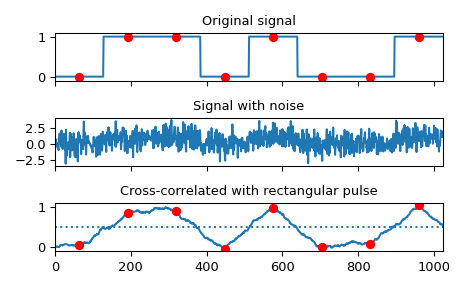 Original signal
1
0
Signal with noise
2.5
0.0
−2.5
Cross-correlated with rectangular pulse
1
0
0 200 400 600 800 1000